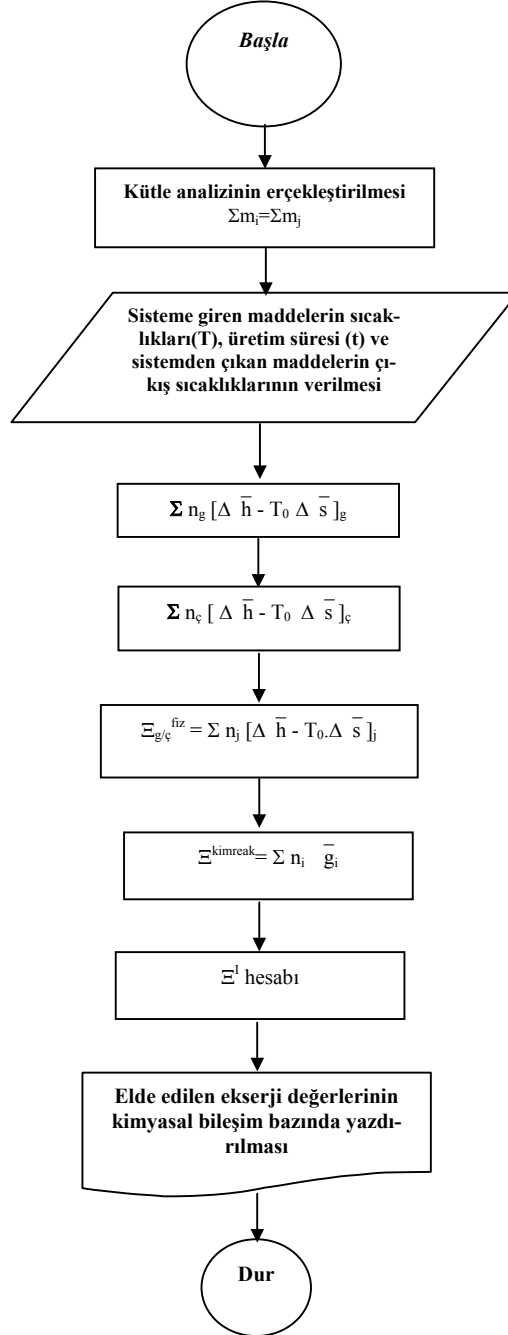 Başla
Kütle analizinin erçekleştirilmesi
Σmᵢ=Σmⱼ
Sisteme giren maddelerin sıcak-
lıkları(T), üretim süresi (t) ve
sistemden çıkan maddelerin çı-
kış sıcaklıklarının verilmesi
Σ n_g [Δ h̅ - T₀ Δ s̅ ]_g
Σ n_ç [ Δ h̅ - T₀ Δ s̅ ]_ç
Ξ_g/ç^fiz = Σ nⱼ [Δ h̅ - T₀.Δ s̅ ]ⱼ
Ξ^kimreak= Σ nᵢ g̅ᵢ
Ξ^I hesabı
Elde edilen ekserji değerlerinin
kimyasal bileşim bazında yazdı-
rılması
Dur